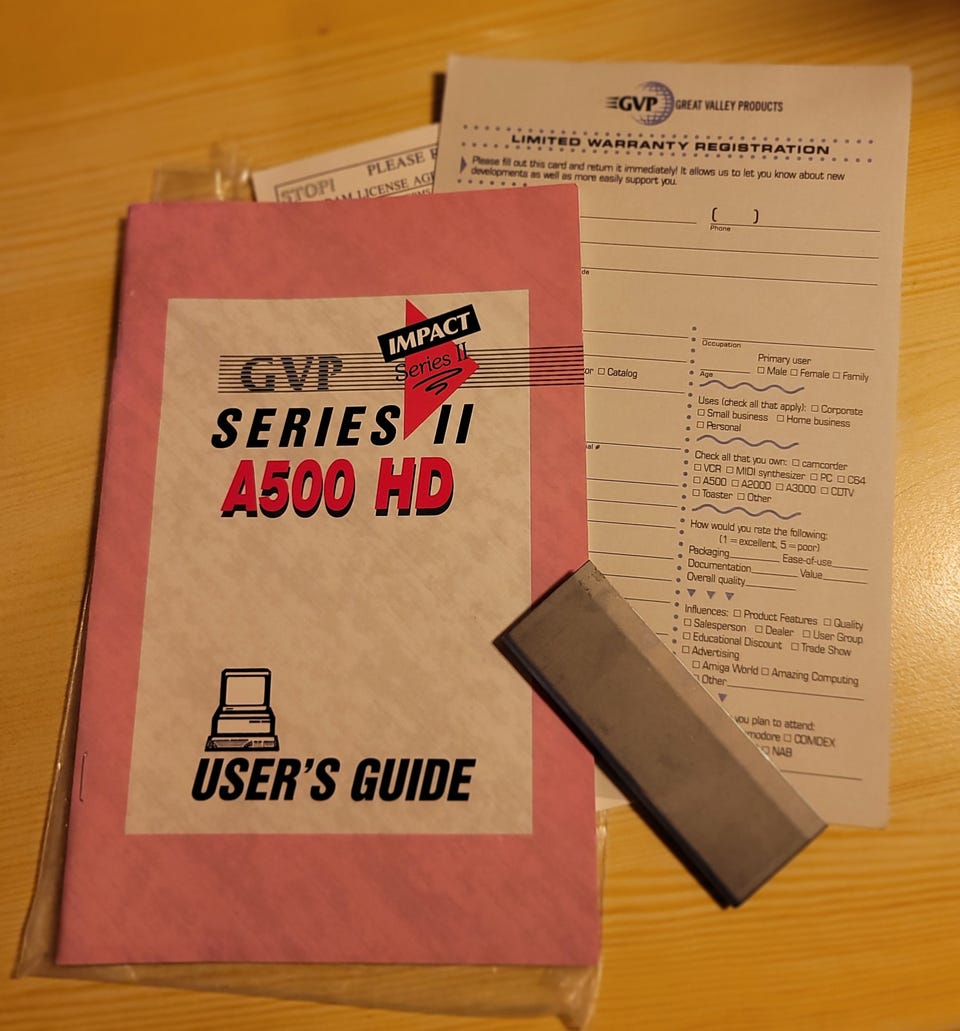 GVP GREAT VALLEY PRODUCTS
LIMITED WARRANTY REGISTRATION
Please fill out this card and return it immediately! It allows us to let you know about new
developments as well as more easily support you.
( )
Phone
de
Occupation
Primary user
or □ Catalog
Age
□ Male □ Female □ Family
Uses (check all that apply): □ Corporate
□ Small business □ Home business
□ Personal
al #
Check all that you own: □ camcorder
□ VCR □ MIDI synthesizer □ PC □ C64
□ A500 □ A2000 □ A3000 □ CDTV
□ Toaster □ Other
How would you rate the following:
(1 = excellent, 5 = poor)
Packaging Ease-of-use
Documentation Value
Overall quality
Influences: □ Product Features □ Quality
□ Salesperson □ Dealer □ User Group
□ Educational Discount □ Trade Show
□ Advertising
□ Amiga World □ Amazing Computing
□ Other
you plan to attend:
modore □ COMDEX
□ NAB
STOP! PLEASE
AM LICENSE AG
GVP
IMPACT
Series II
SERIES II
A500 HD
USER'S GUIDE